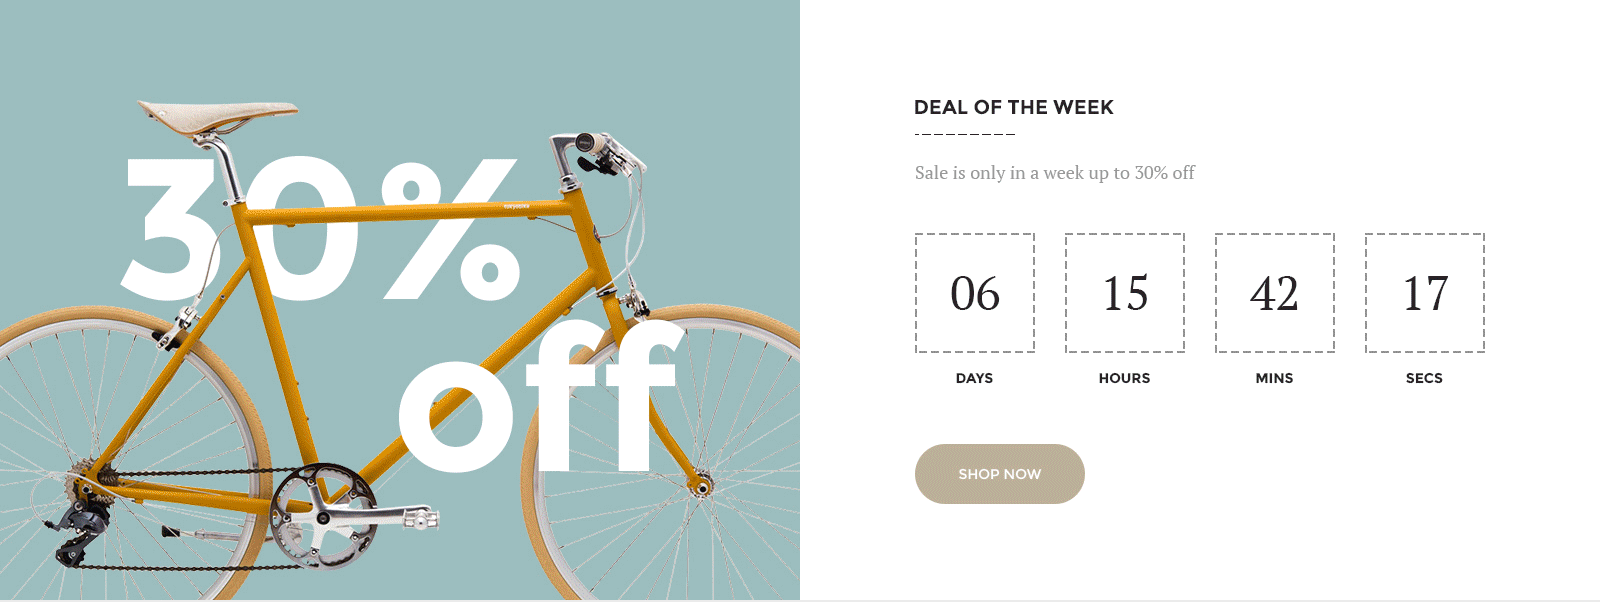 30%
off
DEAL OF THE WEEK
Sale is only in a week up to 30% off
06 15 42 17
DAYS HOURS MINS SECS
SHOP NOW